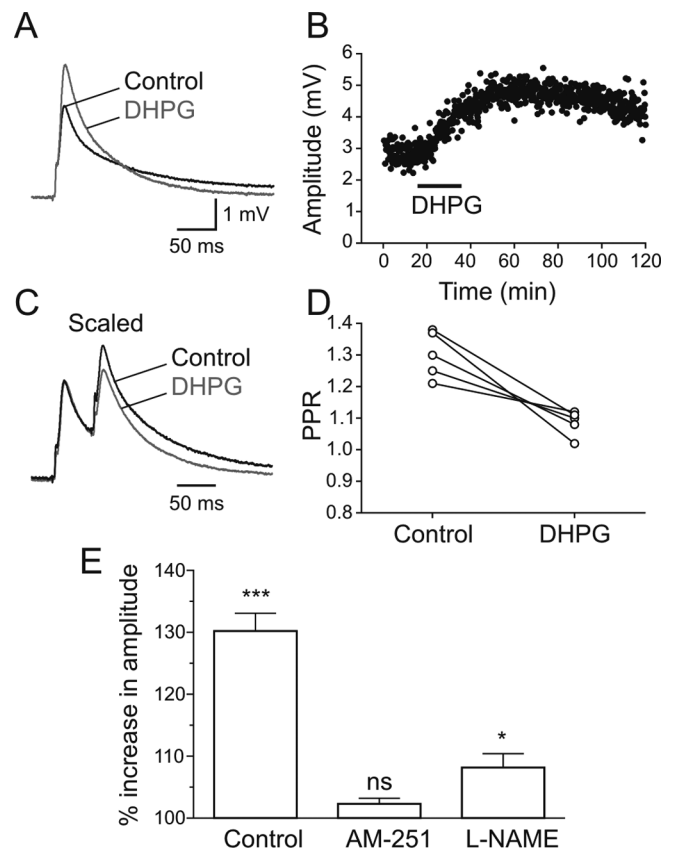 A
Control
DHPG
1 mV
50 ms
B
Amplitude (mV)
6
5
4
3
2
1
0
DHPG
0 20 40 60 80 100 120
Time (min)
C
Scaled
Control
DHPG
50 ms
D
PPR
1.4
1.3
1.2
1.1
1.0
0.9
0.8
Control DHPG
E
% increase in amplitude
140
130
120
110
100
***
ns
*
Control AM-251 L-NAME